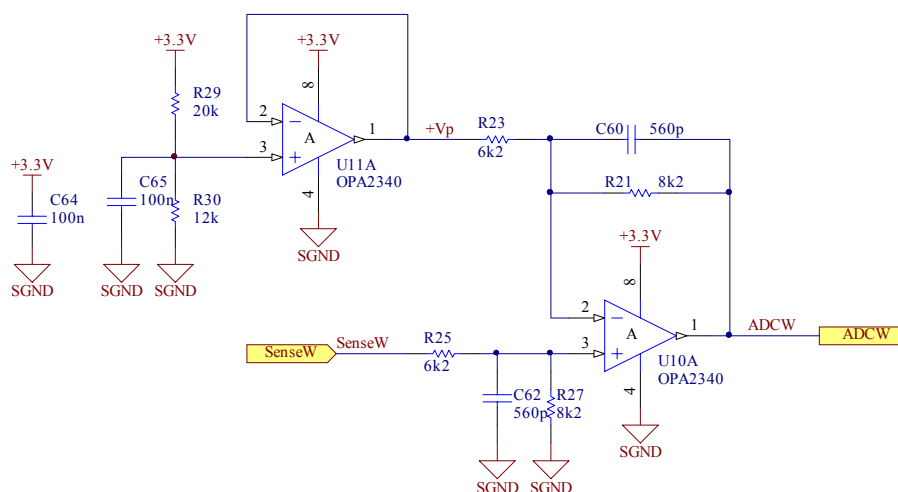 +3.3V
+3.3V
R29
20k
8
2
A
1
+Vp
R23
6k2
C60
560p
3
U11A
OPA2340
+3.3V
C64
100n
C65
100n
R30
12k
4
R21
8k2
SGND
SGND
SGND
SGND
+3.3V
8
2
A
1
ADCW
ADCW
SenseW
SenseW
R25
6k2
3
U10A
OPA2340
C62
560p
R27
8k2
4
SGND
SGND
SGND